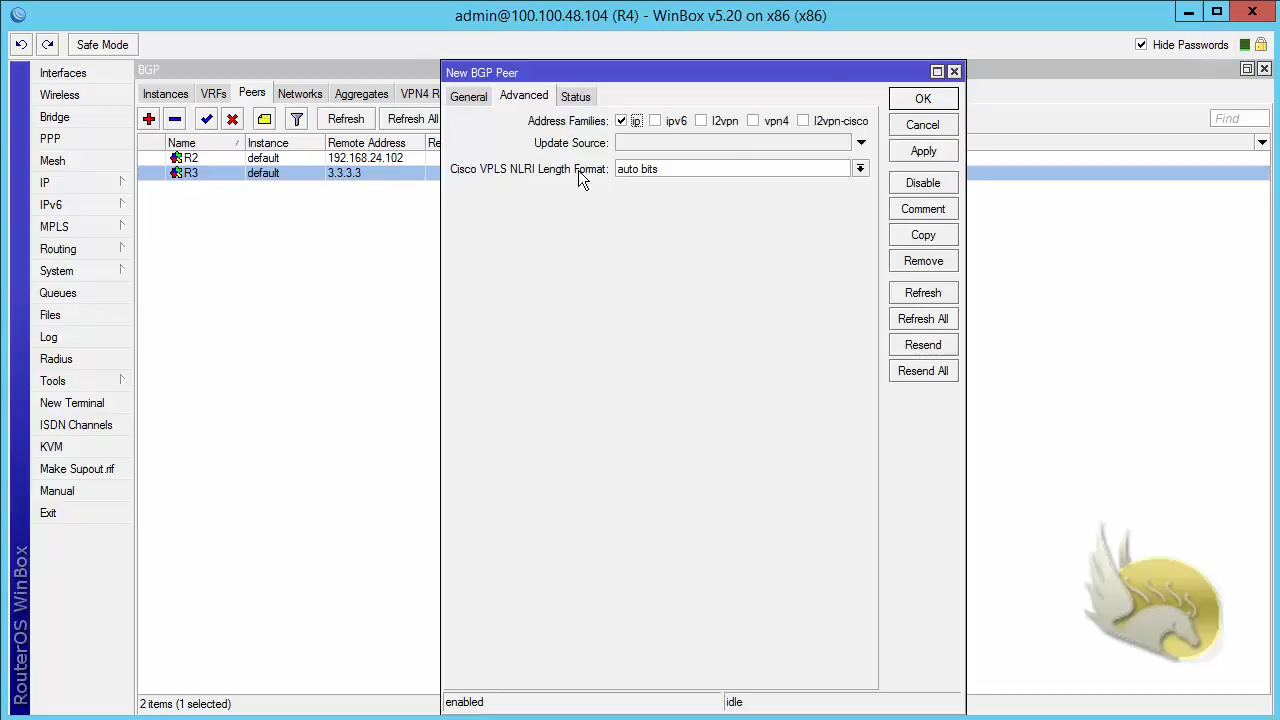 admin@100.100.48.104 (R4) - WinBox v5.20 on x86 (x86)
Safe Mode
Hide Passwords
Interfaces
Wireless
Bridge
PPP
Mesh
IP
IPv6
MPLS
Routing
System
Queues
Files
Log
Radius
Tools
New Terminal
ISDN Channels
KVM
Make Supout.rif
Manual
Exit
RouterOS WinBox
BGP
Instances VRFs Peers Networks Aggregates VPN4 R
Refresh Refresh All
Find
Name Instance Remote Address Re
R2 default 192.168.24.102
R3 default 3.3.3.3
2 items (1 selected)
New BGP Peer
General Advanced Status
Address Families: ip ipv6 l2vpn vpn4 l2vpn-cisco
Update Source:
Cisco VPLS NLRI Length Format: auto bits
OK
Cancel
Apply
Disable
Comment
Copy
Remove
Refresh
Refresh All
Resend
Resend All
enabled idle